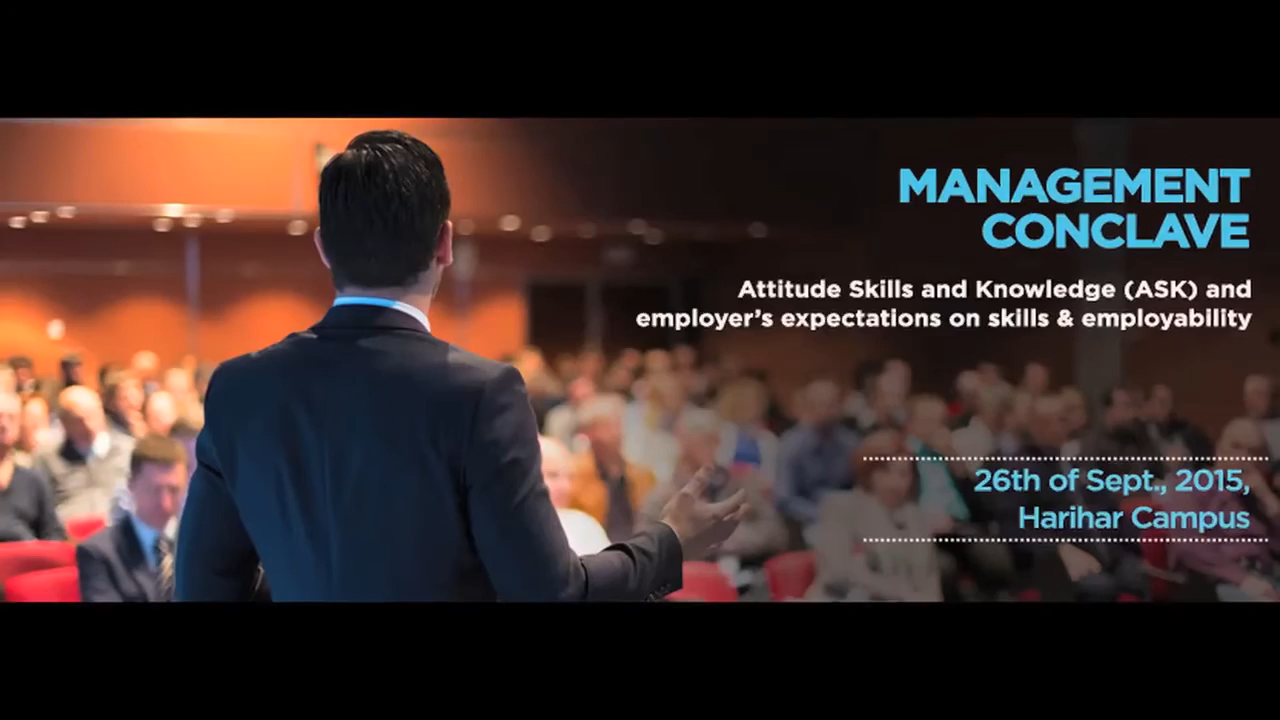 MANAGEMENT
CONCLAVE
Attitude Skills and Knowledge (ASK) and
employer's expectations on skills & employability
26th of Sept., 2015,
Harihar Campus